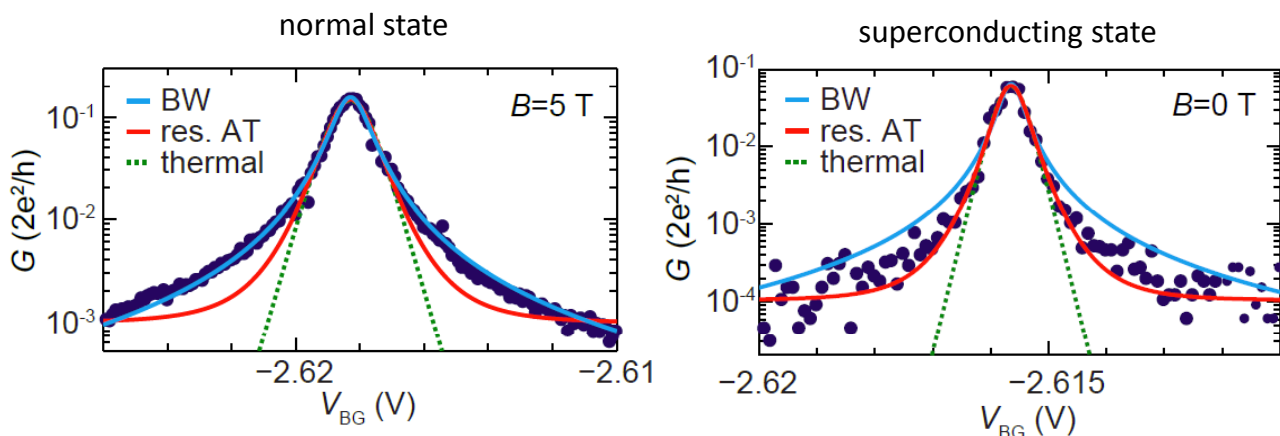 normal state
BW
res. AT
thermal
B=5 T
10⁻¹
10⁻²
10⁻³
G (2e²/h)
−2.62
−2.61
V_BG (V)
superconducting state
BW
res. AT
thermal
B=0 T
10⁻¹
10⁻²
10⁻³
10⁻⁴
G (2e²/h)
−2.62
−2.615
V_BG (V)